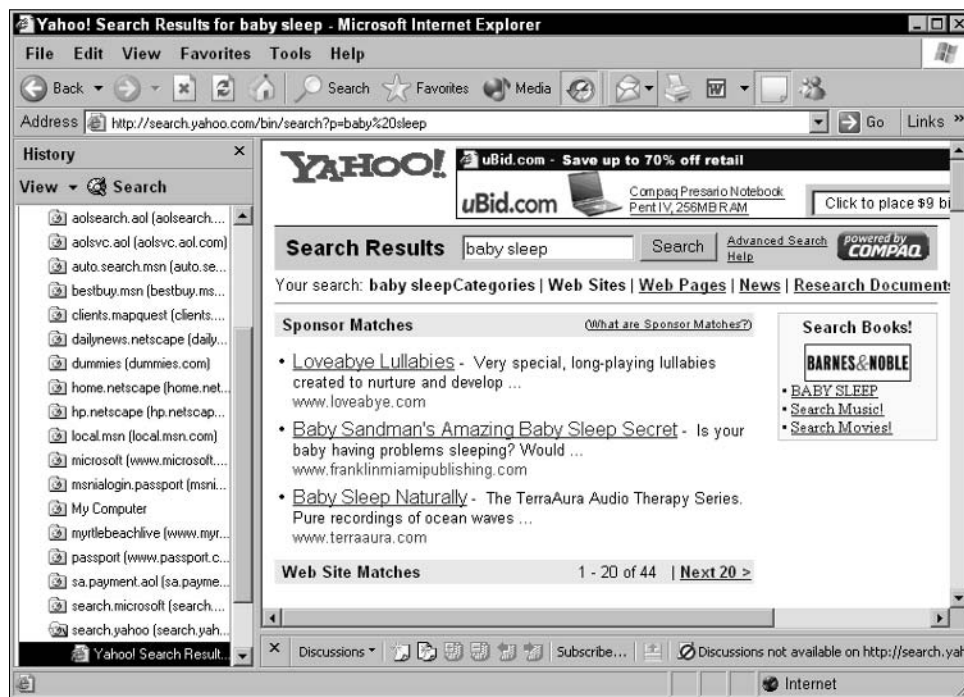 Yahoo! Search Results for baby sleep - Microsoft Internet Explorer
File Edit View Favorites Tools Help
Back Search Favorites Media W
Address http://search.yahoo.com/bin/search?p=baby%20sleep Go Links »
History ×
View Search
aolsearch.aol (aolsearch....
aolsvc.aol (aolsvc.aol.com)
auto.search.msn (auto.se...
bestbuy.msn (bestbuy.ms...
clients.mapquest (clients....
dailynews.netscape (daily...
dummies (dummies.com)
home.netscape (home.net...
hp.netscape (hp.netscap...
local.msn (local.msn.com)
microsoft (www.microsoft....
msnialogin.passport (msni...
My Computer
myrtlebeachlive (www.myr...
passport (www.passport.c...
sa.payment.aol (sa.payme...
search.microsoft (search....
search.yahoo (search.yah...
Yahoo! Search Result...
YAHOO!
uBid.com - Save up to 70% off retail
uBid.com
Compaq Presario Notebook
Pent IV, 256MB RAM
Click to place $9 bi
Search Results baby sleep Search
Advanced Search
Help
powered by
COMPAQ
Your search: baby sleepCategories | Web Sites | Web Pages | News | Research Document
Sponsor Matches (What are Sponsor Matches?)
• Loveabye Lullabies - Very special, long-playing lullabies
created to nurture and develop ...
www.loveabye.com
• Baby Sandman's Amazing Baby Sleep Secret - Is your
baby having problems sleeping? Would ...
www.franklinmiamipublishing.com
• Baby Sleep Naturally - The TerraAura Audio Therapy Series.
Pure recordings of ocean waves ...
www.terraaura.com
Web Site Matches 1 - 20 of 44 | Next 20 >
Search Books!
BARNES&NOBLE
• BABY SLEEP
• Search Music!
• Search Movies!
× Discussions Subscribe... Discussions not available on http://search.yah
Internet